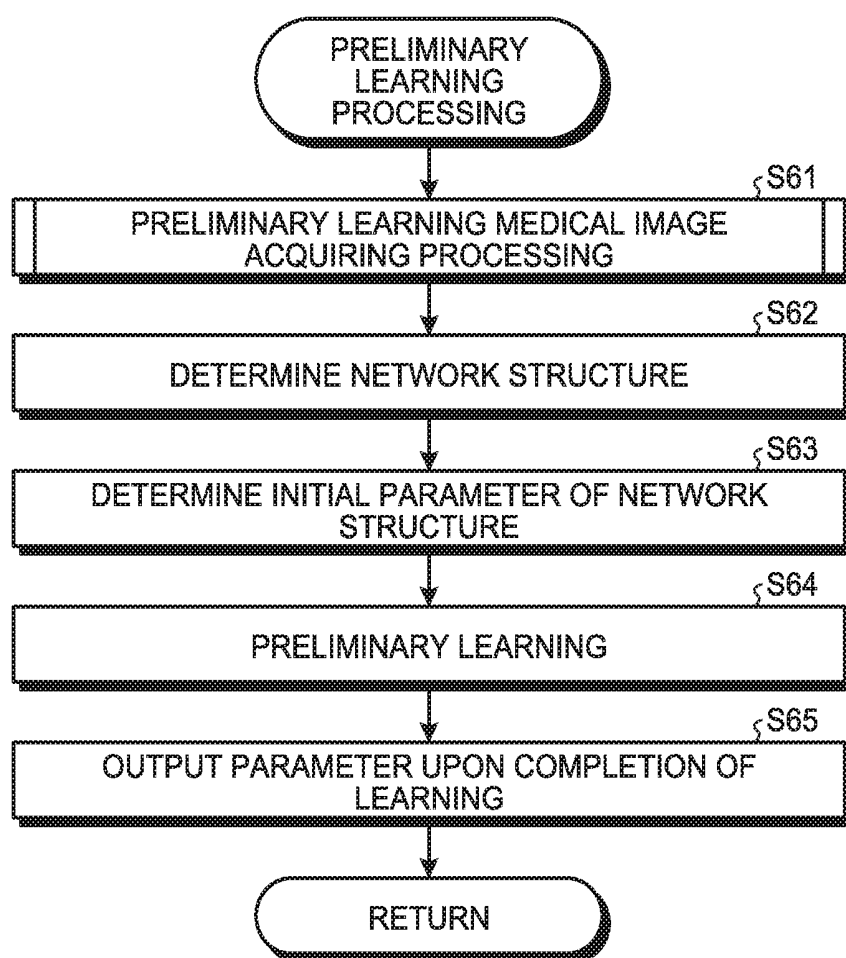 PRELIMINARY
LEARNING
PROCESSING
S61
PRELIMINARY LEARNING MEDICAL IMAGE
ACQUIRING PROCESSING
S62
DETERMINE NETWORK STRUCTURE
S63
DETERMINE INITIAL PARAMETER OF NETWORK
STRUCTURE
S64
PRELIMINARY LEARNING
S65
OUTPUT PARAMETER UPON COMPLETION OF
LEARNING
RETURN